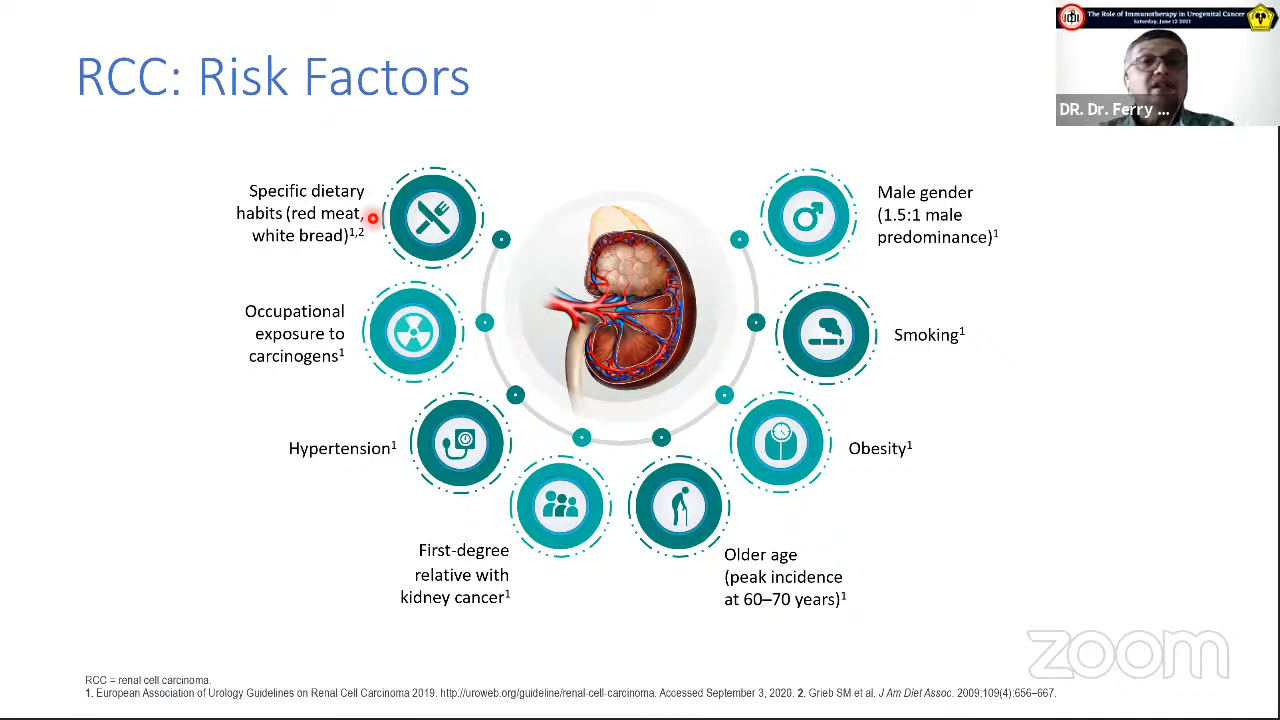 The Role of Immunotherapy in Urogenital Cancer
Saturday, June 12 2021
DR. Dr. Ferry ...
RCC: Risk Factors
Specific dietary
habits (red meat,
white bread)1,2
Occupational
exposure to
carcinogens1
Hypertension1
First-degree
relative with
kidney cancer1
Older age
(peak incidence
at 60–70 years)1
Obesity1
Smoking1
Male gender
(1.5:1 male
predominance)1
zoom
RCC = renal cell carcinoma.
1. European Association of Urology Guidelines on Renal Cell Carcinoma 2019. http://uroweb.org/guideline/renal-cell-carcinoma. Accessed September 3, 2020. 2. Grieb SM et al. J Am Diet Assoc. 2009;109(4):656–667.